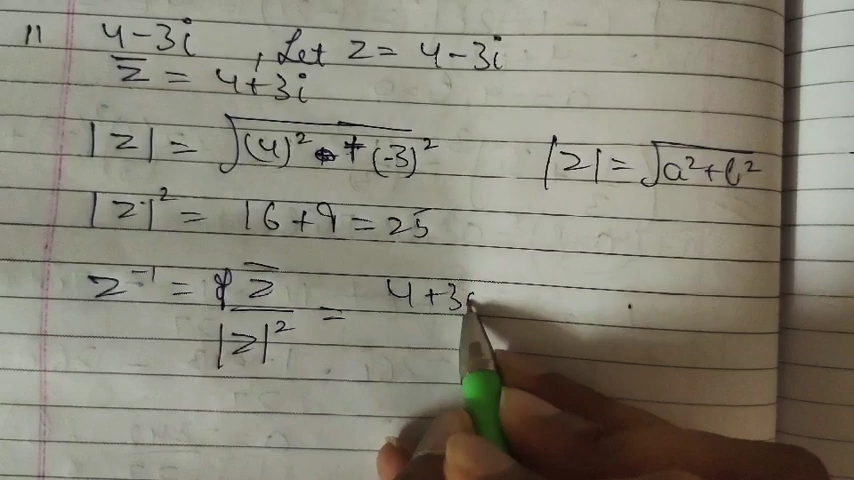 11 4-3i , Let z = 4-3i
z̅ = 4+3i
|z| = √(4)² + (-3)² |z| = √a²+b²
|z|² = 16+9 = 25
z⁻¹ = z̅ / |z|² = 4+3i